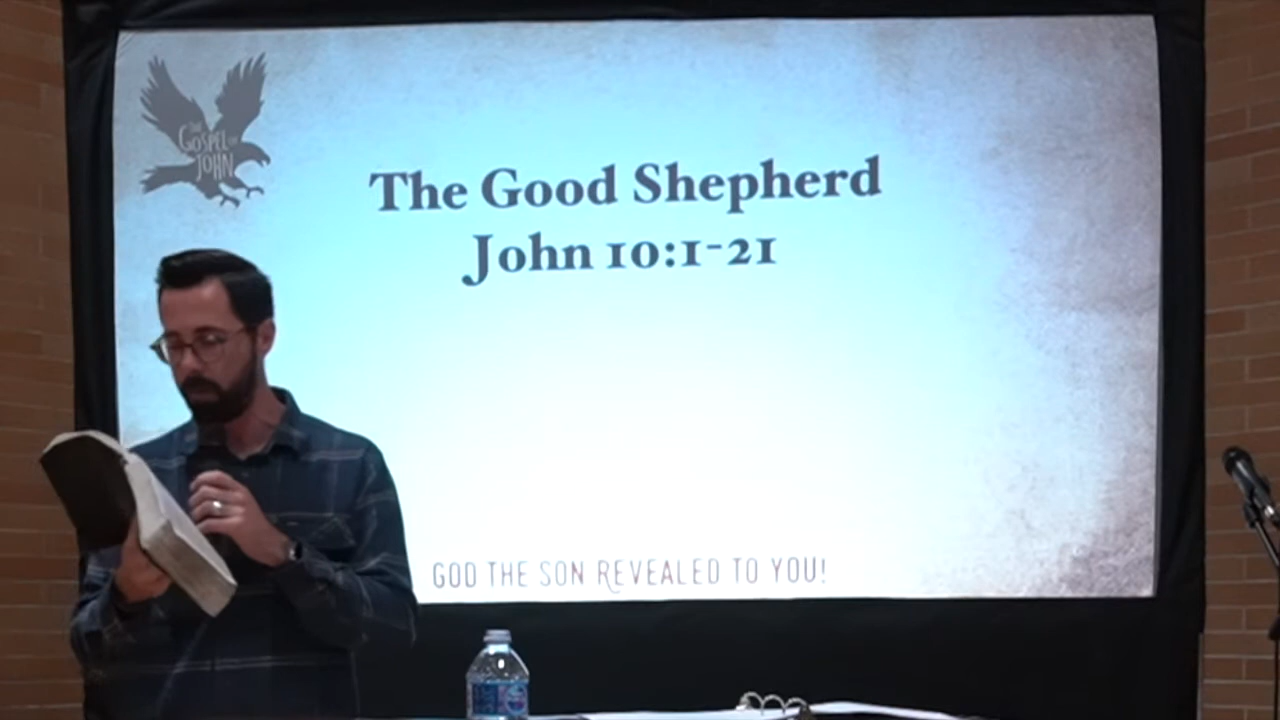 THE
GOSPEL OF
JOHN
The Good Shepherd
John 10:1-21
GOD THE SON REVEALED TO YOU!